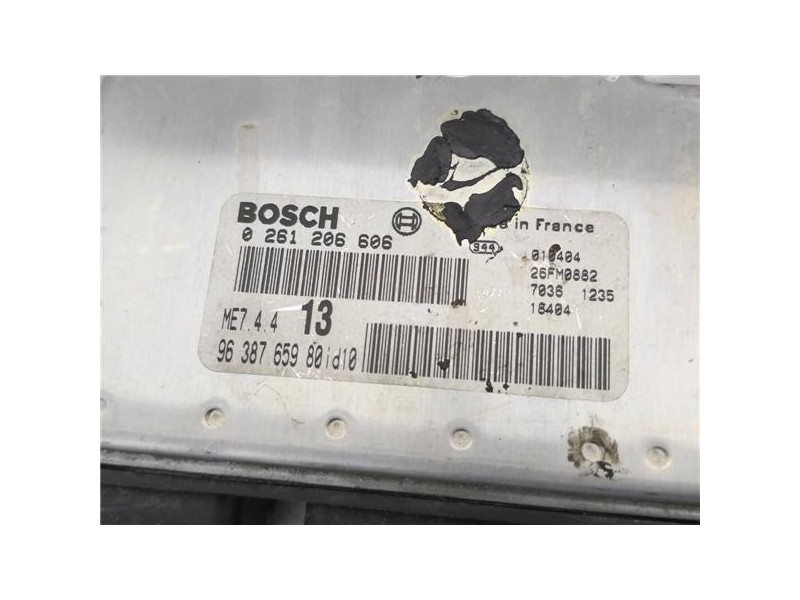 BOSCH
in France
0 261 206 606
944
010404
26FM0882
7036 1235
18404
ME7.4.4 13
96 387 659 80id10